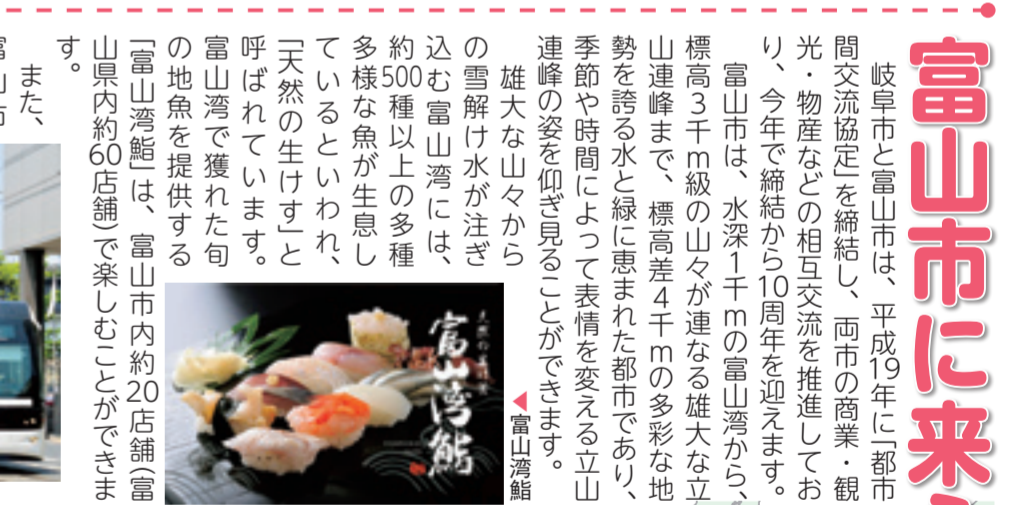 富山市に来
岐阜市と富山市は、平成19年に「都市
間交流協定」を締結し、両市の商業・観
光・物産などの相互交流を推進してお
り、今年で締結から10周年を迎えます。
富山市は、水深1千mの富山湾から、
標高3千m級の山々が連なる雄大な立
山連峰まで、標高差4千mの多彩な地
勢を誇る水と緑に恵まれた都市であり、
季節や時間によって表情を変える立山
連峰の姿を仰ぎ見ることができます。
雄大な山々から
の雪解け水が注ぎ
込む富山湾には、
約500種以上の多種
多様な魚が生息し
ているといわれ、
「天然の生けす」と
呼ばれています。
富山湾で獲れた旬
の地魚を提供する
「富山湾鮨」は、富山市内約20店舗(富
山県内約60店舗)で楽しむことができま
す。
また、
◀富山湾鮨
富山湾鮨